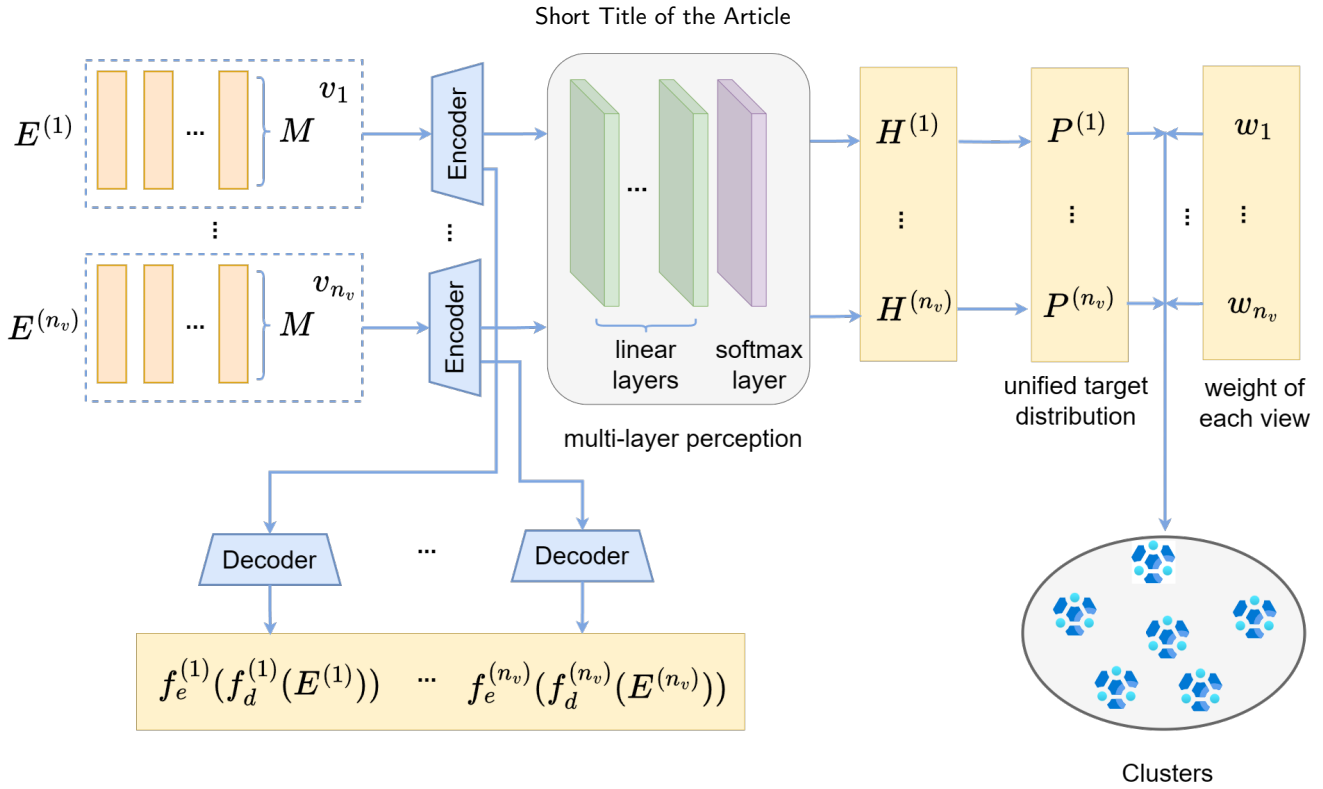 Short Title of the Article
E^{(1)}
...
M
v_1
Encoder
...
...
E^{(n_v)}
...
M
v_{n_v}
Encoder
...
linear layers
softmax layer
multi-layer perception
H^{(1)}
...
H^{(n_v)}
P^{(1)}
...
P^{(n_v)}
unified target
distribution
...
w_1
...
w_{n_v}
weight of
each view
Decoder
...
Decoder
f_e^{(1)}(f_d^{(1)}(E^{(1)}))
...
f_e^{(n_v)}(f_d^{(n_v)}(E^{(n_v)}))
Clusters